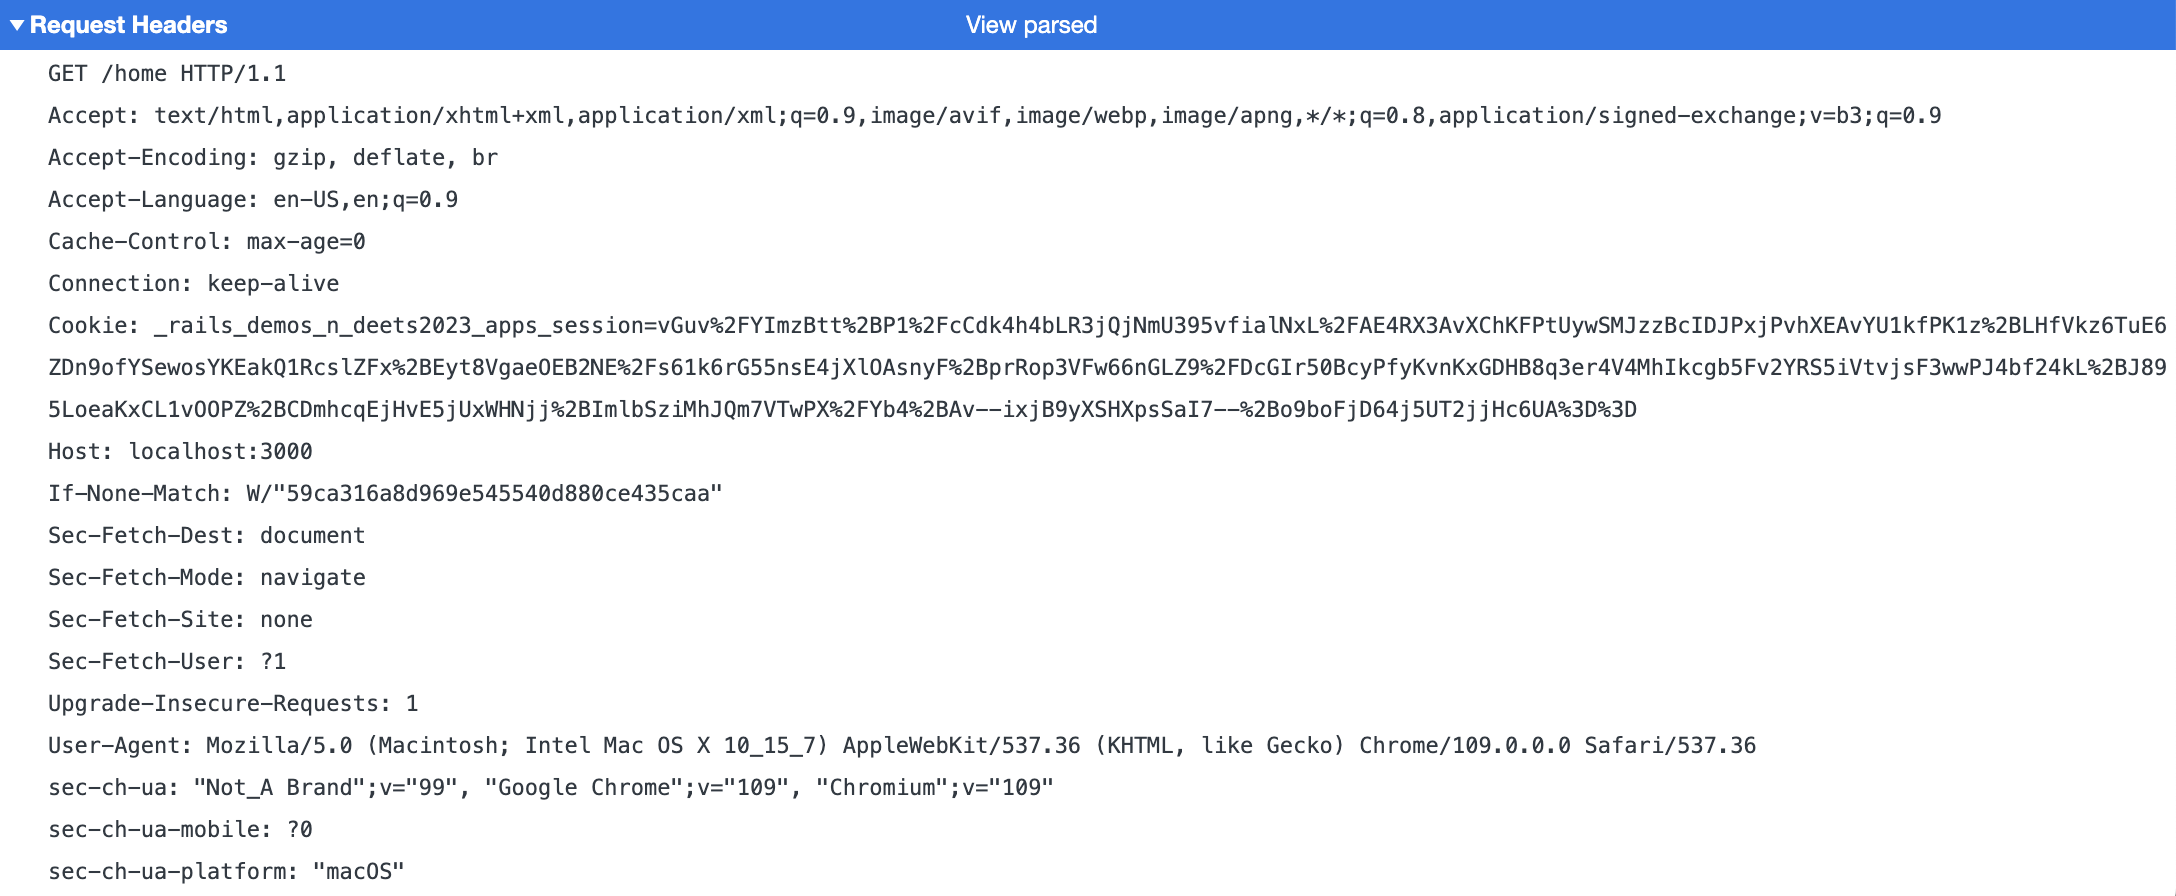 ▼ Request Headers View parsed
GET /home HTTP/1.1
Accept: text/html,application/xhtml+xml,application/xml;q=0.9,image/avif,image/webp,image/apng,*/*;q=0.8,application/signed-exchange;v=b3;q=0.9
Accept-Encoding: gzip, deflate, br
Accept-Language: en-US,en;q=0.9
Cache-Control: max-age=0
Connection: keep-alive
Cookie: _rails_demos_n_deets2023_apps_session=vGuv%2FYImzBtt%2BP1%2FcCdk4h4bLR3jQjNmU395vfialNxL%2FAE4RX3AvXChKFPtUywSMJzzBcIDJPxjPvhXEAvYU1kfPK1z%2BLHfVkz6TuE6
ZDn9ofYSewosYKEakQ1RcslZFx%2BEyt8VgaeOEB2NE%2Fs61k6rG55nsE4jXlOAsnyF%2BprRop3VFw66nGLZ9%2FDcGIr50BcyPfyKvnKxGDHB8q3er4V4MhIkcgb5Fv2YRS5iVtvjsF3wwPJ4bf24kL%2BJ89
5LoeaKxCL1vOOPZ%2BCDmhcqEjHvE5jUxWHNjj%2BImlbSziMhJQm7VTwPX%2FYb4%2BAv--ixjB9yXSHXpsSaI7--%2Bo9boFjD64j5UT2jjHc6UA%3D%3D
Host: localhost:3000
If-None-Match: W/"59ca316a8d969e545540d880ce435caa"
Sec-Fetch-Dest: document
Sec-Fetch-Mode: navigate
Sec-Fetch-Site: none
Sec-Fetch-User: ?1
Upgrade-Insecure-Requests: 1
User-Agent: Mozilla/5.0 (Macintosh; Intel Mac OS X 10_15_7) AppleWebKit/537.36 (KHTML, like Gecko) Chrome/109.0.0.0 Safari/537.36
sec-ch-ua: "Not_A Brand";v="99", "Google Chrome";v="109", "Chromium";v="109"
sec-ch-ua-mobile: ?0
sec-ch-ua-platform: "macOS"